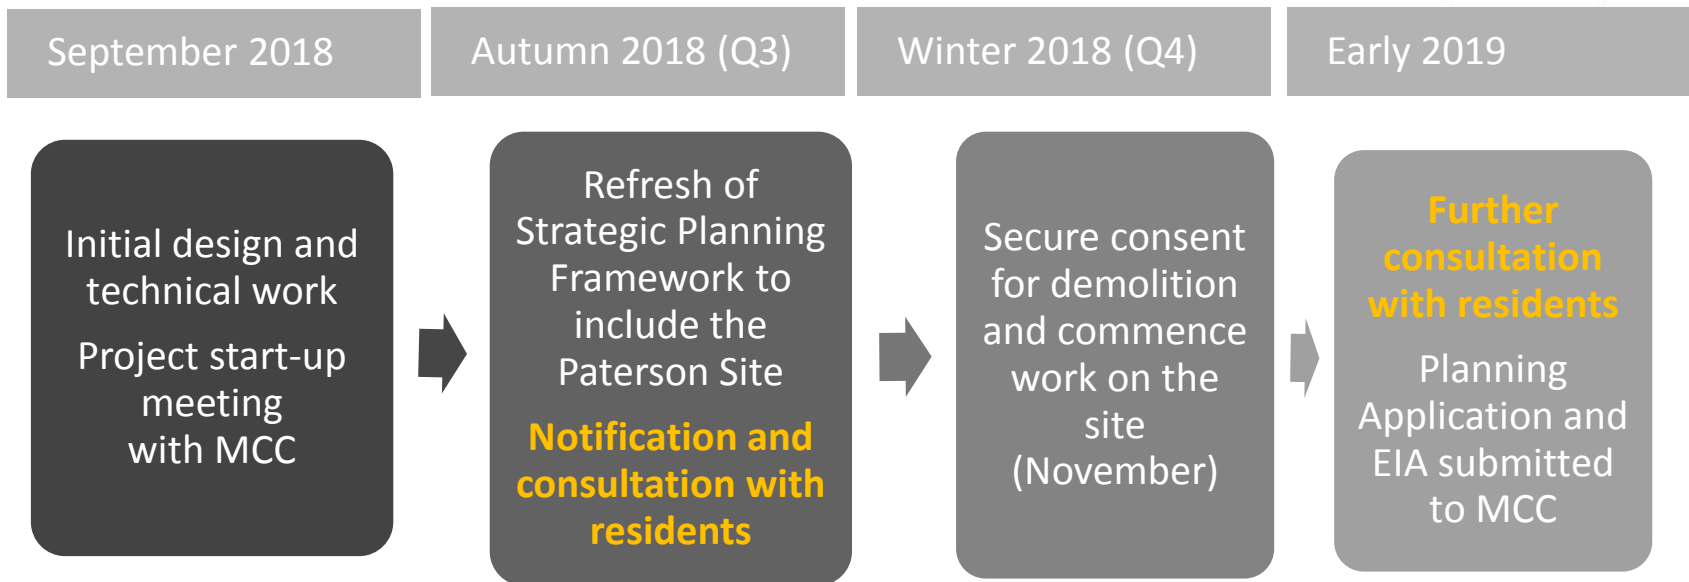 September 2018
Autumn 2018 (Q3)
Winter 2018 (Q4)
Early 2019
Initial design and
technical work
Project start-up
meeting
with MCC
Refresh of
Strategic Planning
Framework to
include the
Paterson Site
Notification and
consultation with
residents
Secure consent
for demolition
and commence
work on the
site
(November)
Further
consultation
with residents
Planning
Application and
EIA submitted
to MCC